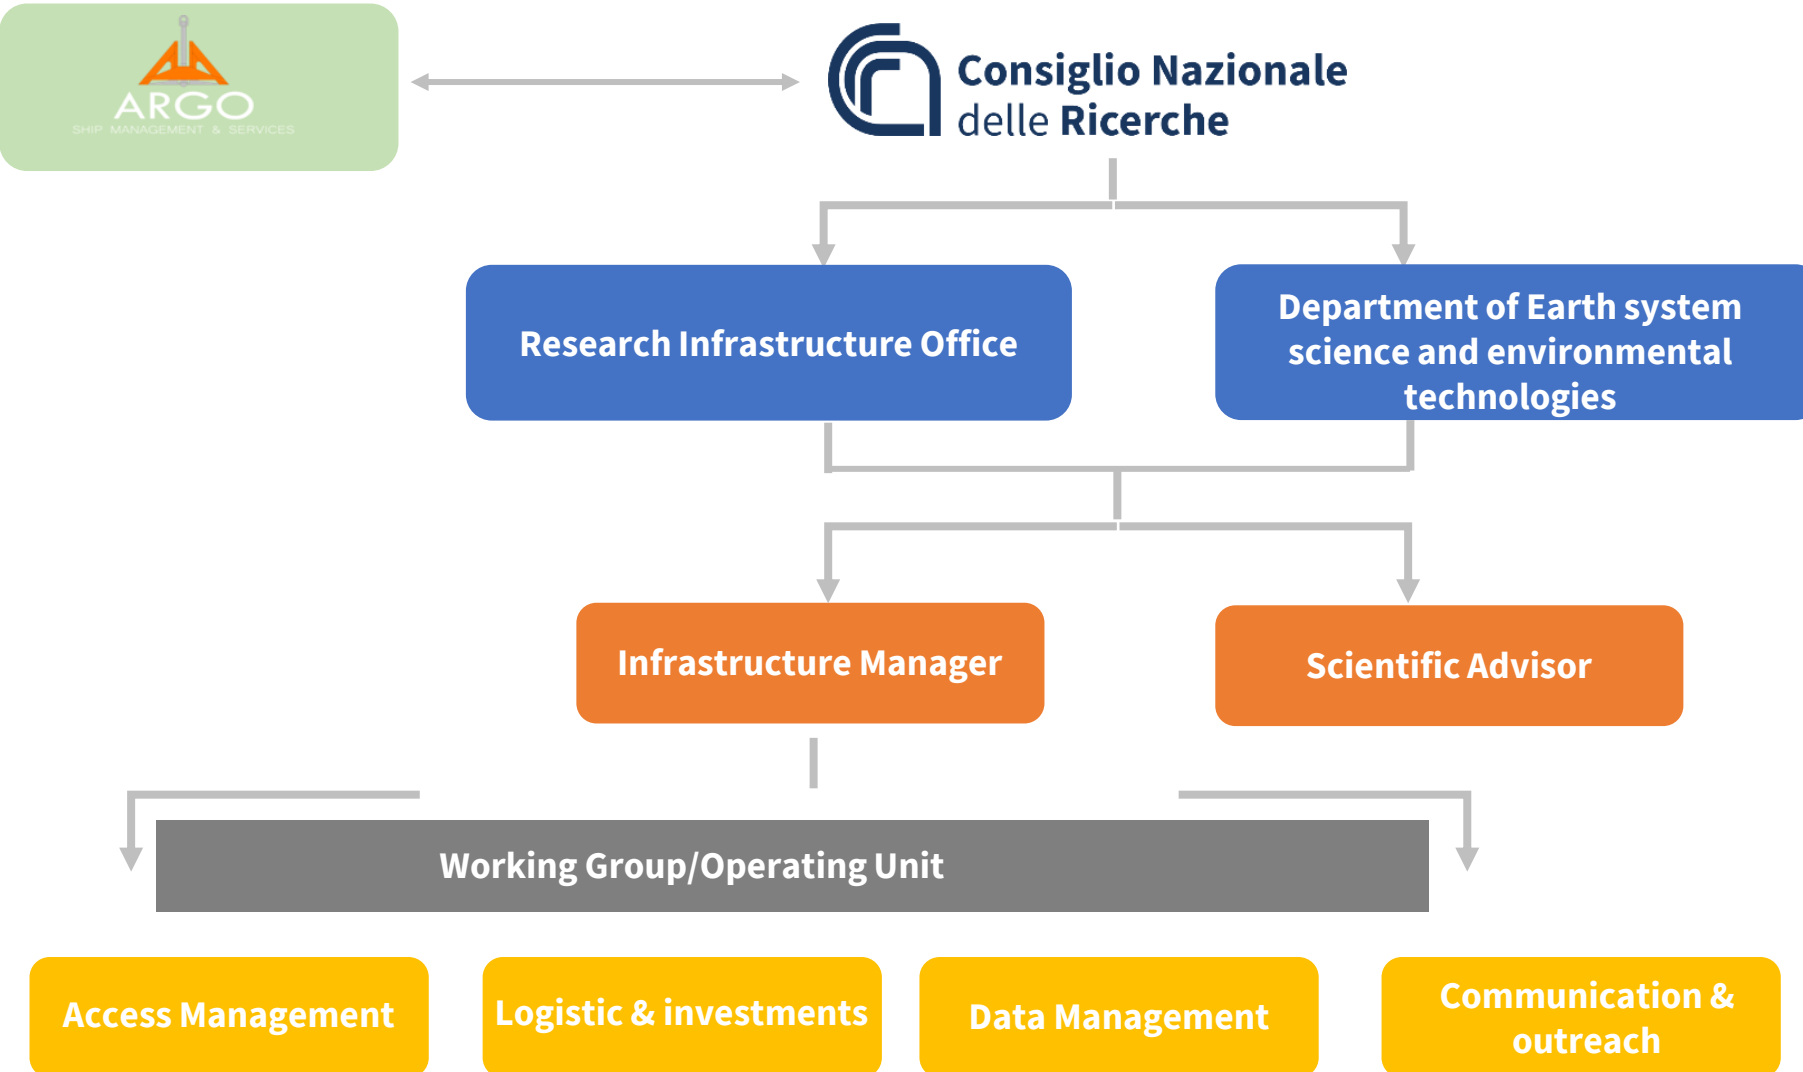 ARGO
SHIP MANAGEMENT & SERVICES
Consiglio Nazionale
delle Ricerche
Research Infrastructure Office
Department of Earth system
science and environmental
technologies
Infrastructure Manager
Scientific Advisor
Working Group/Operating Unit
Access Management
Logistic & investments
Data Management
Communication &
outreach